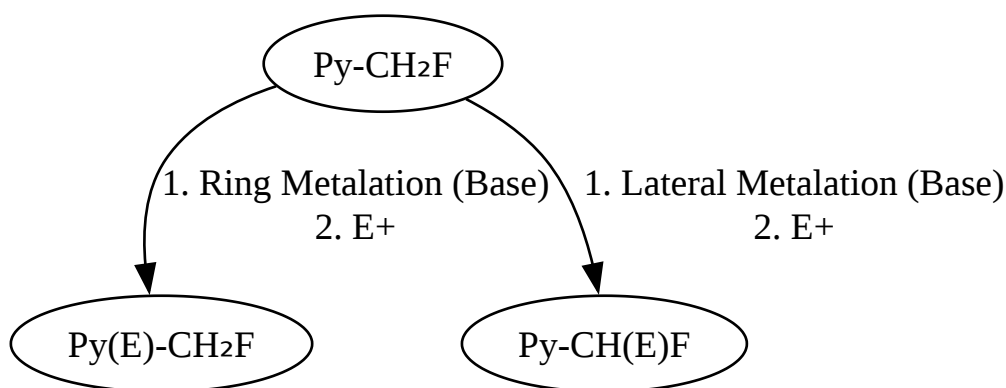 Py-CH₂F
1. Ring Metalation (Base)
2. E+
1. Lateral Metalation (Base)
2. E+
Py(E)-CH₂F
Py-CH(E)F